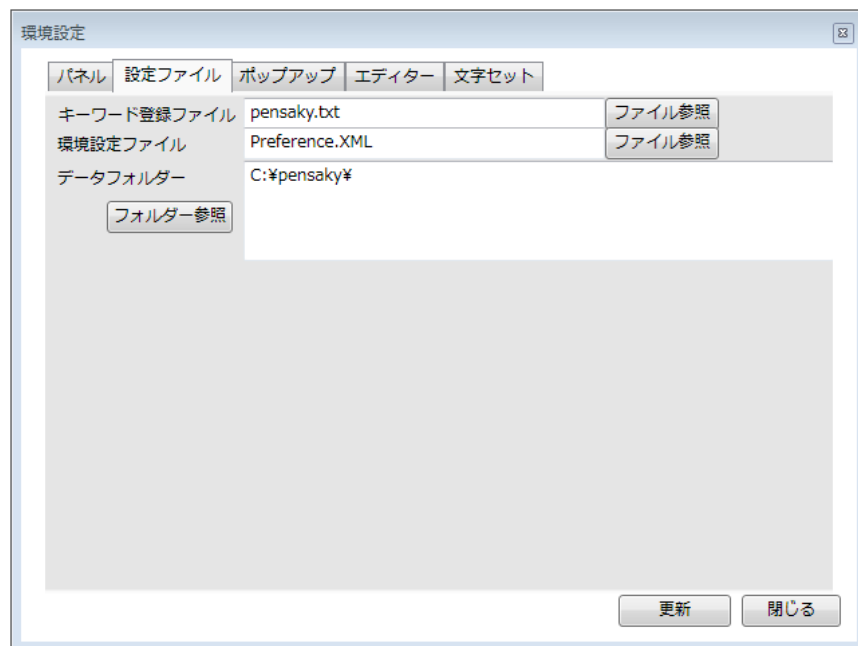 環境設定
パネル 設定ファイル ポップアップ エディター 文字セット
キーワード登録ファイル pensaky.txt ファイル参照
環境設定ファイル Preference.XML ファイル参照
データフォルダー C:¥pensaky¥
フォルダー参照
更新 閉じる